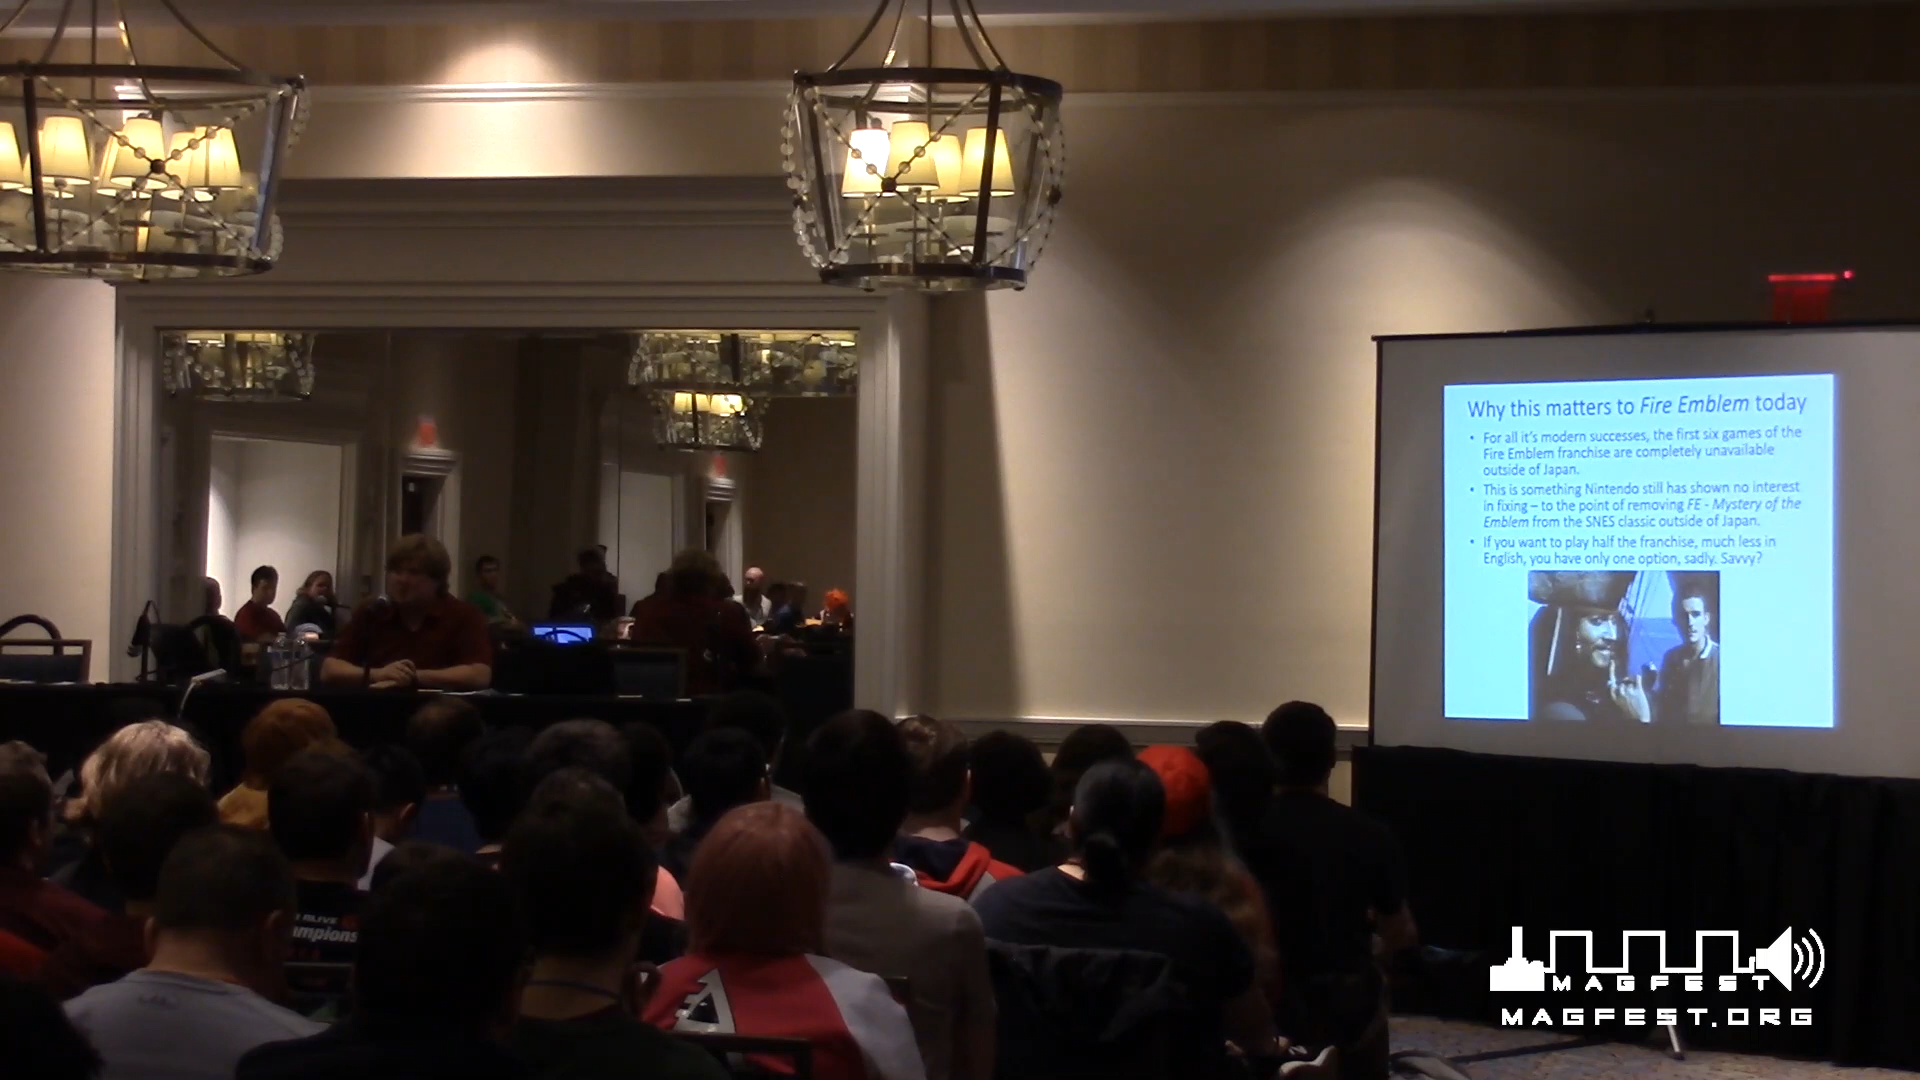 Why this matters to Fire Emblem today
• For all it's modern successes, the first six games of the
Fire Emblem franchise are completely unavailable
outside of Japan.
• This is something Nintendo still has shown no interest
in fixing – to the point of removing FE - Mystery of the
Emblem from the SNES classic outside of Japan.
• If you want to play half the franchise, much less in
English, you have only one option, sadly. Savvy?
ampions
A
MAGFEST
MAGFEST.ORG